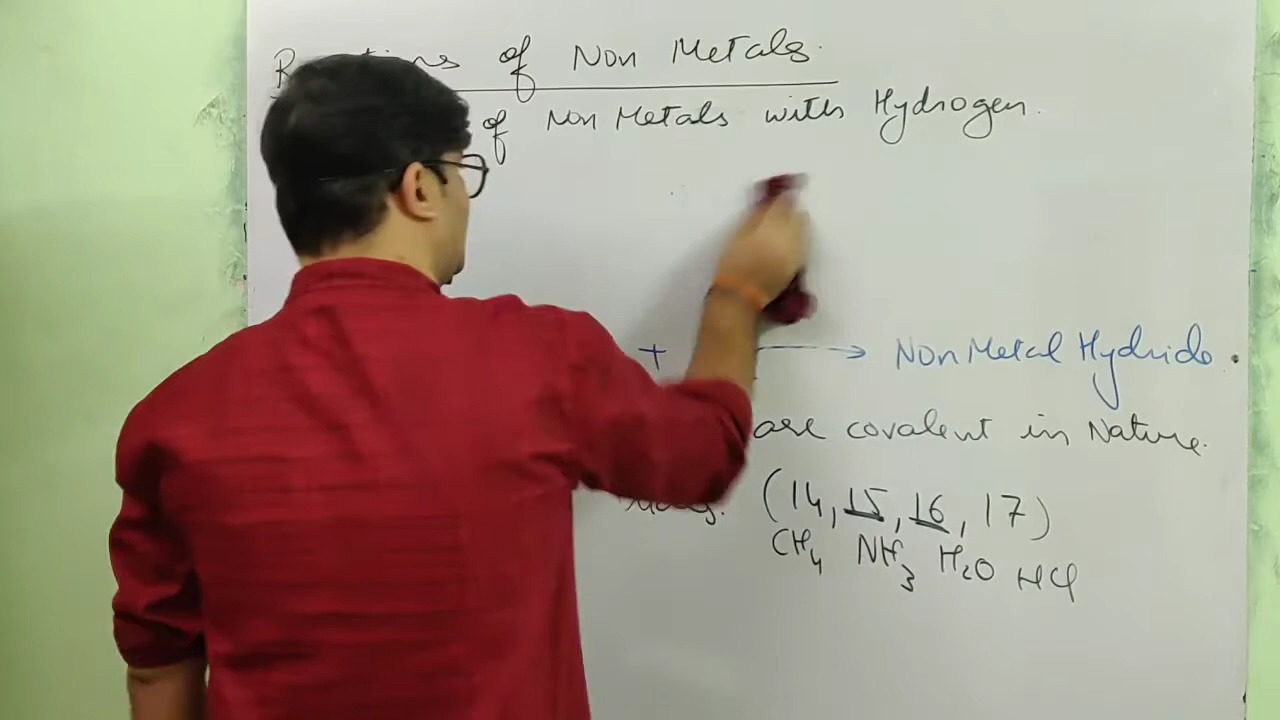 of Non Metals.
of Non Metals with Hydrogen.
+ → Non Metal Hydride.
are covalent in Nature.
(14, 15, 16, 17)
CH4 NH3 H2O HCl